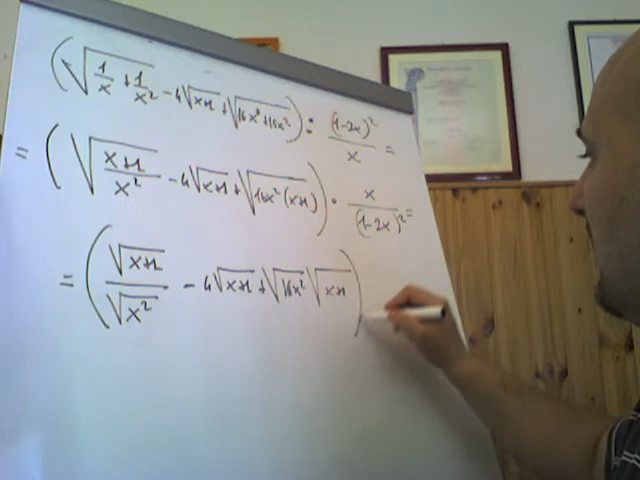 (√(1/x + 1/x²) - 4√(x+1) + √(16x³+16x²)) : (1-2x)²/x =
= (√((x+1)/x²) - 4√(x+1) + √(16x²(x+1))) · x/(1-2x)² =
= (√(x+1)/√(x²) - 4√(x+1) + √(16x²) √(x+1))